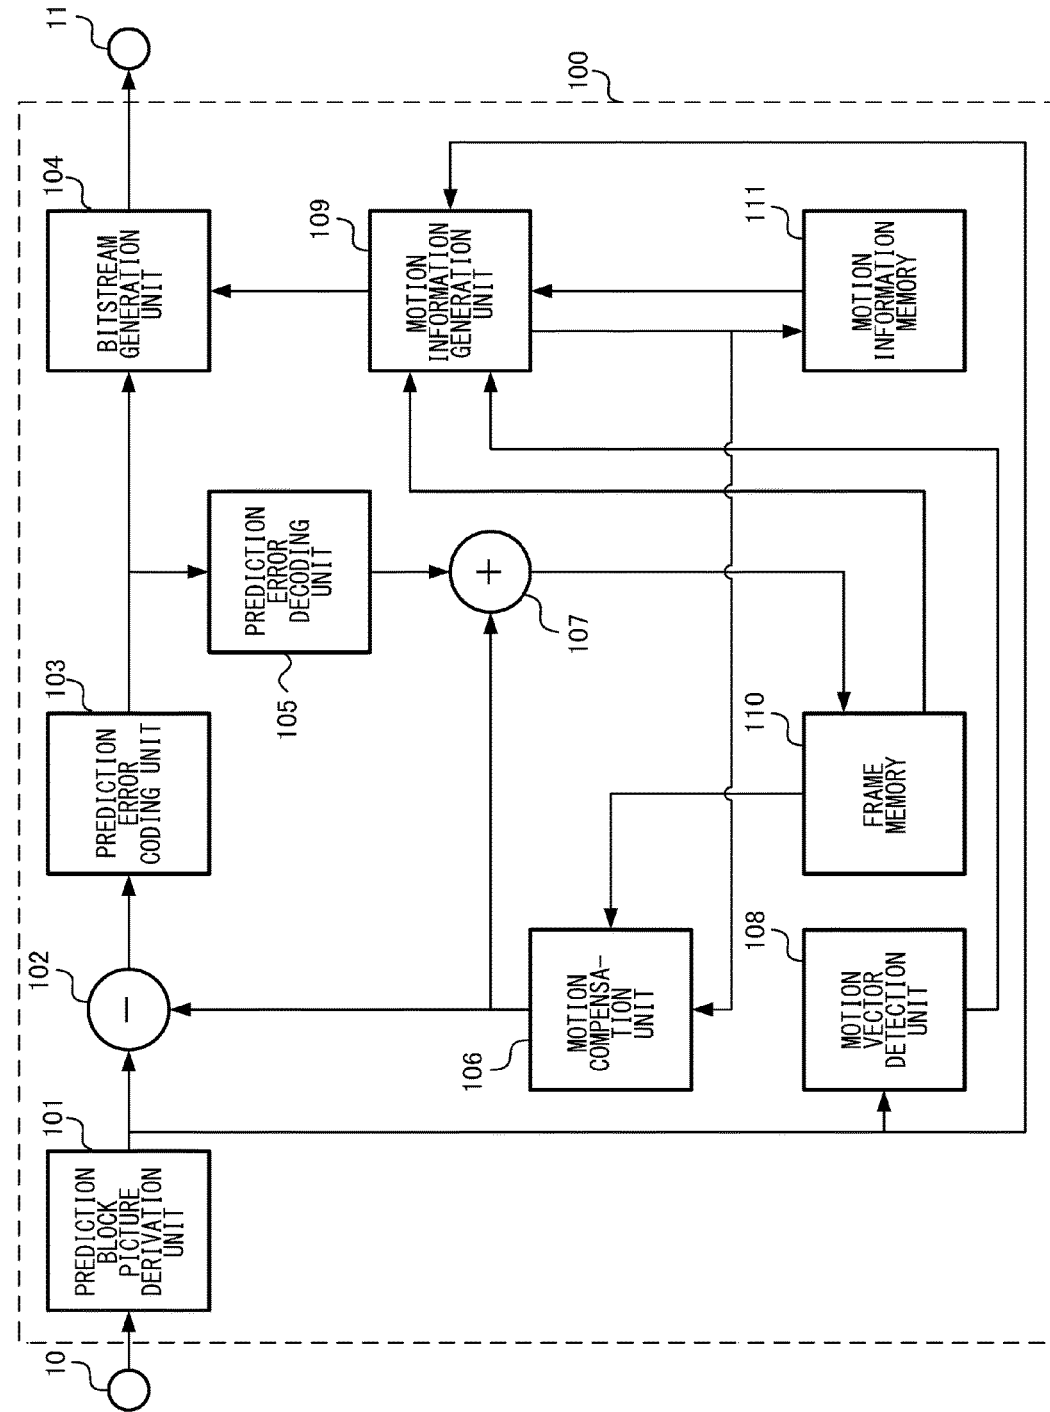 100
10
101
PREDICTION
BLOCK
PICTURE
DERIVATION
UNIT
102
−
103
PREDICTION
ERROR
CODING UNIT
104
BITSTREAM
GENERATION
UNIT
11
105
PREDICTION
ERROR
DECODING
UNIT
106
MOTION
COMPENSA-
TION
UNIT
107
+
109
MOTION
INFORMATION
GENERATION
UNIT
108
MOTION
VECTOR
DETECTION
UNIT
110
FRAME
MEMORY
111
MOTION
INFORMATION
MEMORY